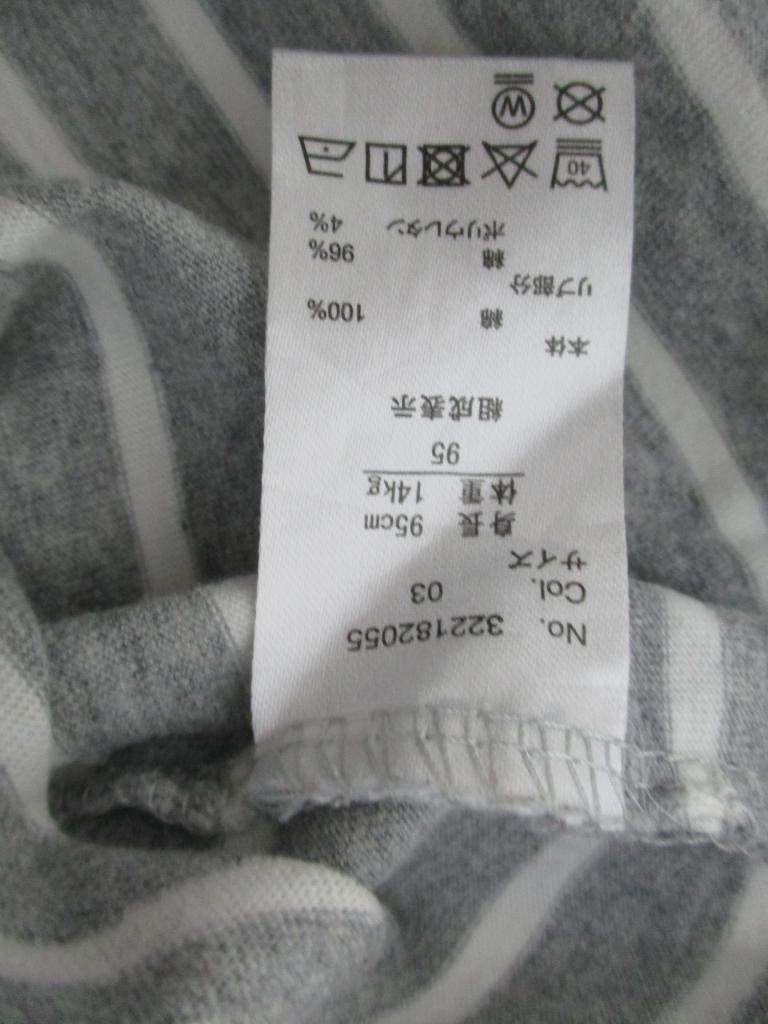 No. 322182055
Col. 03
サイズ
身長 95cm
体重 14kg
95
組成表示
本体
綿 100%
リブ部分
綿 96%
ポリウレタン 4%
40
W